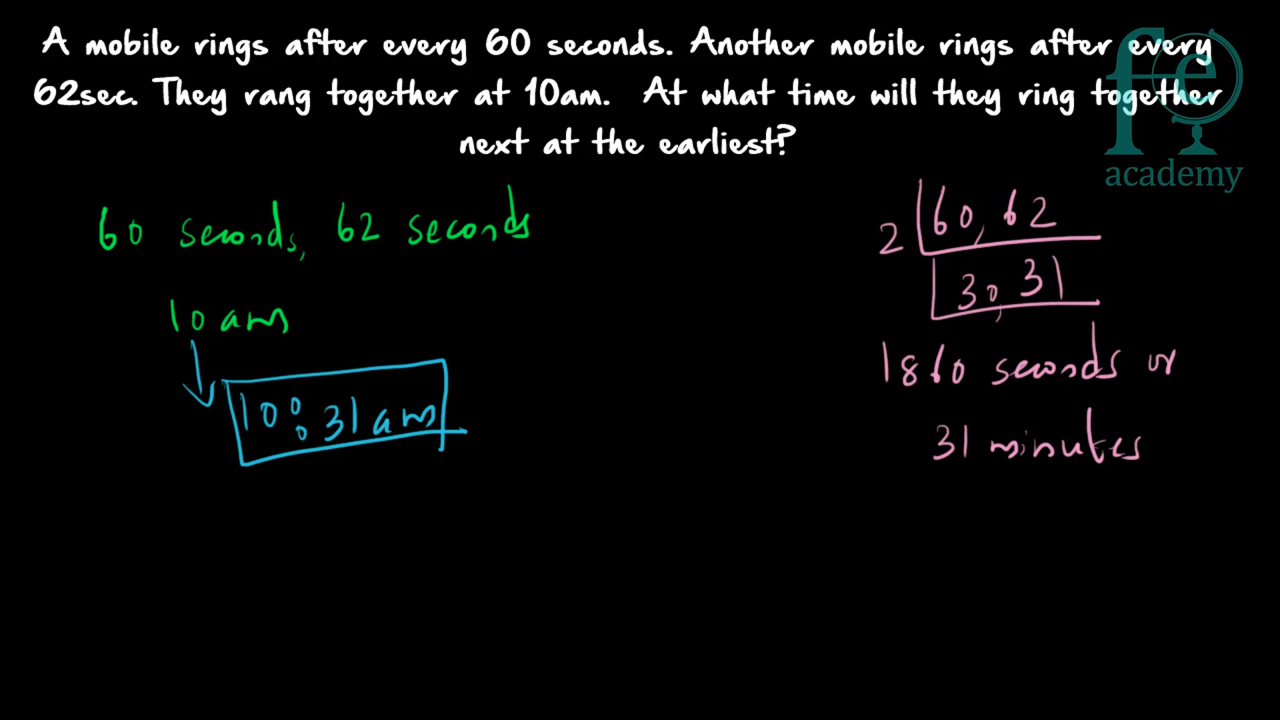 A mobile rings after every 60 seconds. Another mobile rings after every
62sec. They rang together at 10am. At what time will they ring together
next at the earliest?
fe
academy
60 seconds, 62 seconds
10 am
10:31 am
2 60, 62
30, 31
1860 seconds or
31 minutes